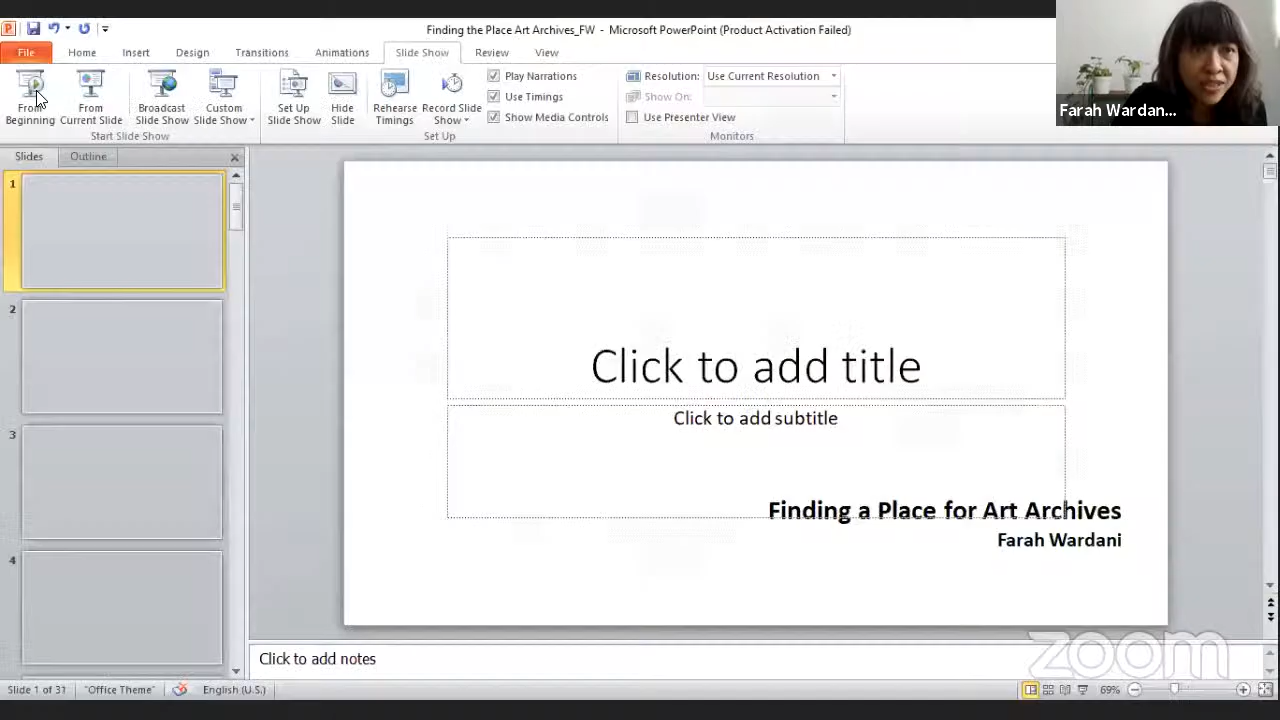 Finding the Place Art Archives_FW - Microsoft PowerPoint (Product Activation Failed)
File Home Insert Design Transitions Animations Slide Show Review View
From Beginning
From Current Slide
Broadcast Slide Show
Custom Slide Show
Set Up Slide Show
Hide Slide
Rehearse Timings
Record Slide Show
Play Narrations
Use Timings
Show Media Controls
Resolution: Use Current Resolution
Show On:
Use Presenter View
Start Slide Show
Set Up
Monitors
Farah Wardan...
Slides Outline
1
2
3
4
Click to add title
Click to add subtitle
Finding a Place for Art Archives
Farah Wardani
Click to add notes
zoom
Slide 1 of 31 "Office Theme" English (U.S.) 69%